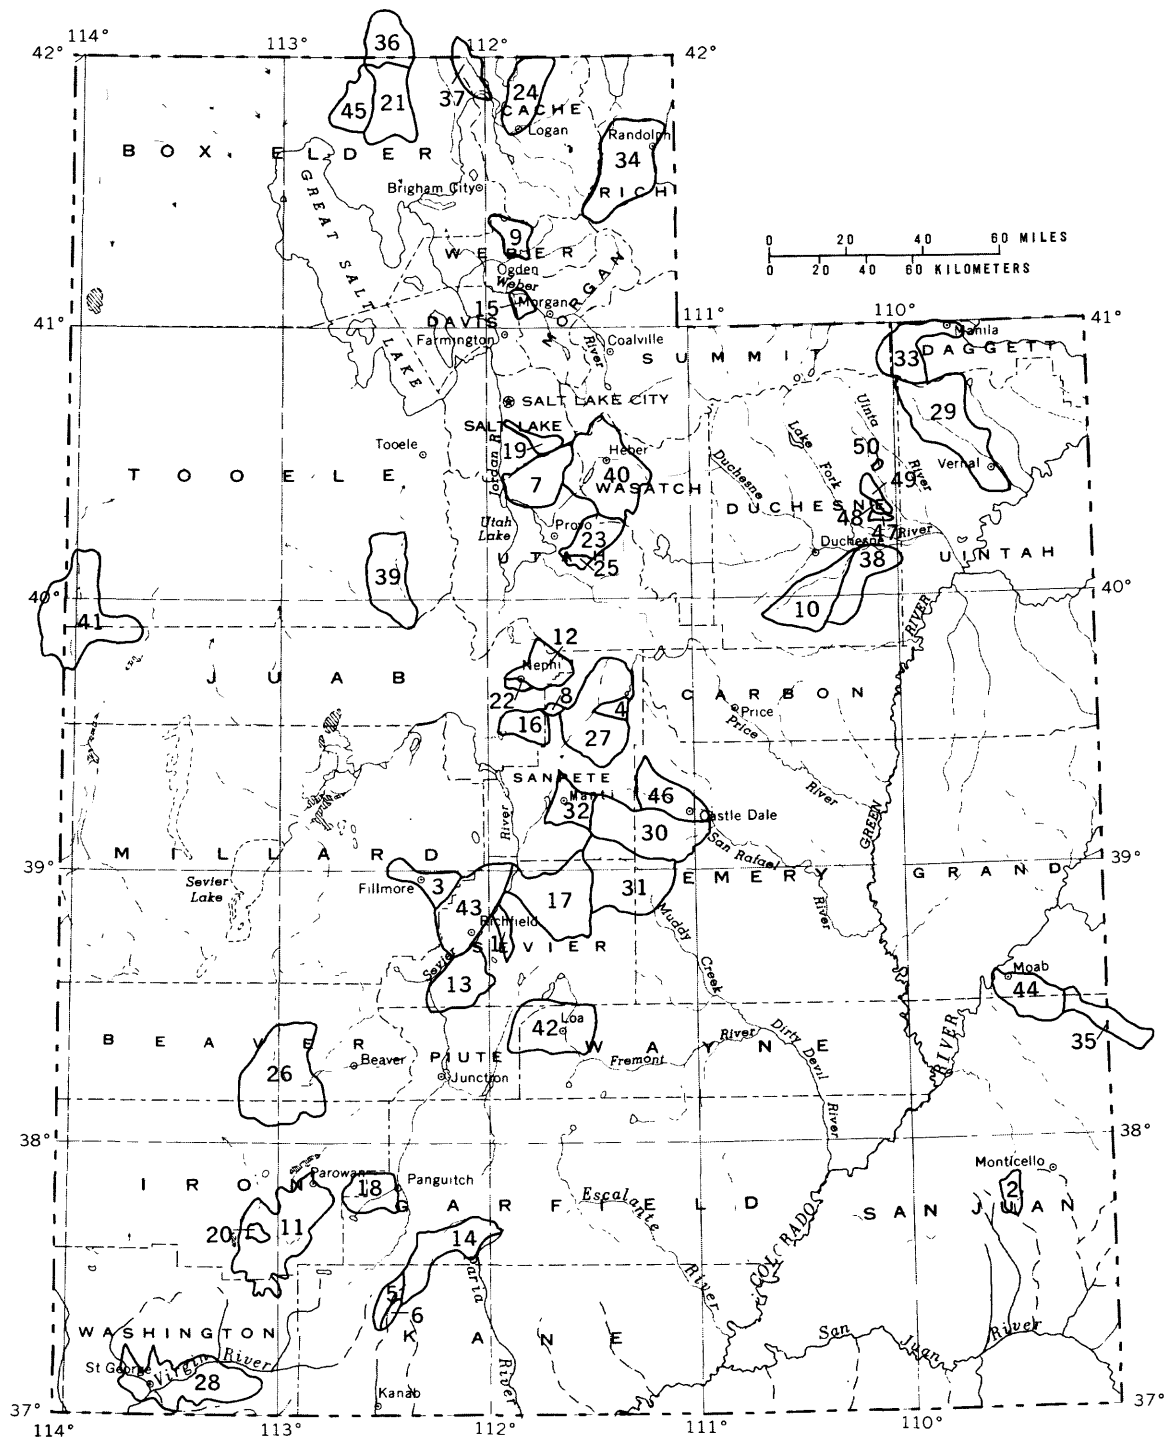 114°
113°
112°
42°
42°
36
37
45
21
24
CACHE
Logan
Randolph
34
BOX ELDER
RICH
Brigham City
GREAT SALT LAKE
9
WEBER
Ogden
Weber
0 20 40 60 MILES
0 20 40 60 KILOMETERS
15
Morgan
MORGAN
41°
111°
110°
41°
DAVIS
Farmington
River
Coalville
SUMMIT
Manila
33
DAGGETT
29
SALT LAKE CITY
SALT LAKE
Uinta
River
Lake Fork
50
Tooele
19
Heber
Jordan R
40
Duchesne
Vernal
TOOELE
7
WASATCH
49
DUCHESNE
48
47
River
Utah Lake
Provo
23
Duchesne
38
UINTAH
UTAH
25
39
40°
40°
10
41
12
GREEN RIVER
JUAB
Nephi
22
8
4
CARBON
Price
Price River
16
27
SANPETE
Manti
46
Castle Dale
32
30
River
San Rafael River
MILLARD
39°
39°
Fillmore
3
Sevier Lake
31
EMERY
GRAND
43
17
Richfield
1
Muddy Creek
SEVIER
Sevier
13
Moab
44
42
Loa
35
BEAVER
WAYNE
Fremont River
Dirty Devil River
Beaver
PIUTE
Junction
26
38°
38°
Monticello
Parowan
Panguitch
IRON
18
2
GARFIELD
Escalante River
SAN JUAN
20
11
14
COLORADO RIVER
Paria River
5
6
WASHINGTON
KANE
San Juan River
St George
Virgin River
28
Kanab
37°
37°
114°
113°
112°
111°
110°